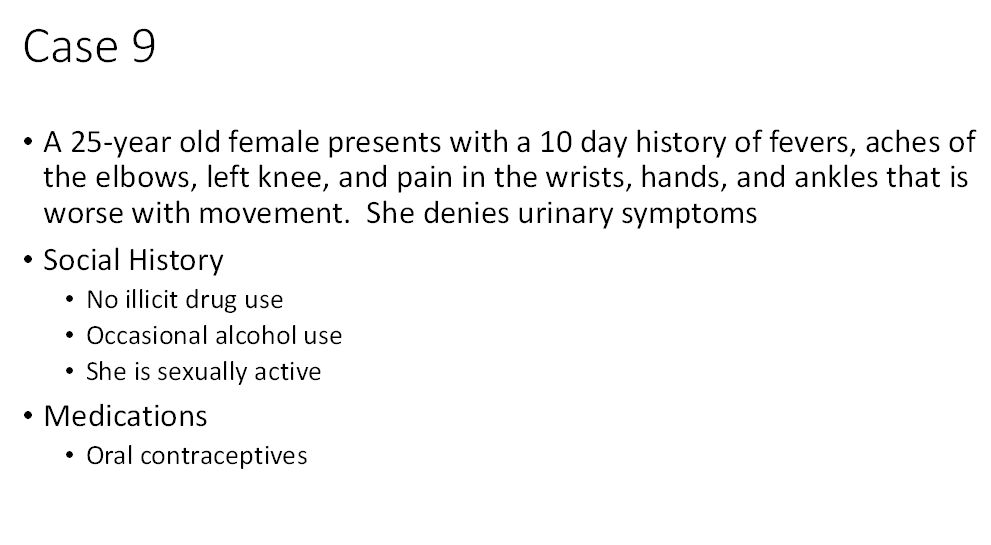 Case 9
• A 25-year old female presents with a 10 day history of fevers, aches of
the elbows, left knee, and pain in the wrists, hands, and ankles that is
worse with movement.  She denies urinary symptoms
• Social History
• No illicit drug use
• Occasional alcohol use
• She is sexually active
• Medications
• Oral contraceptives